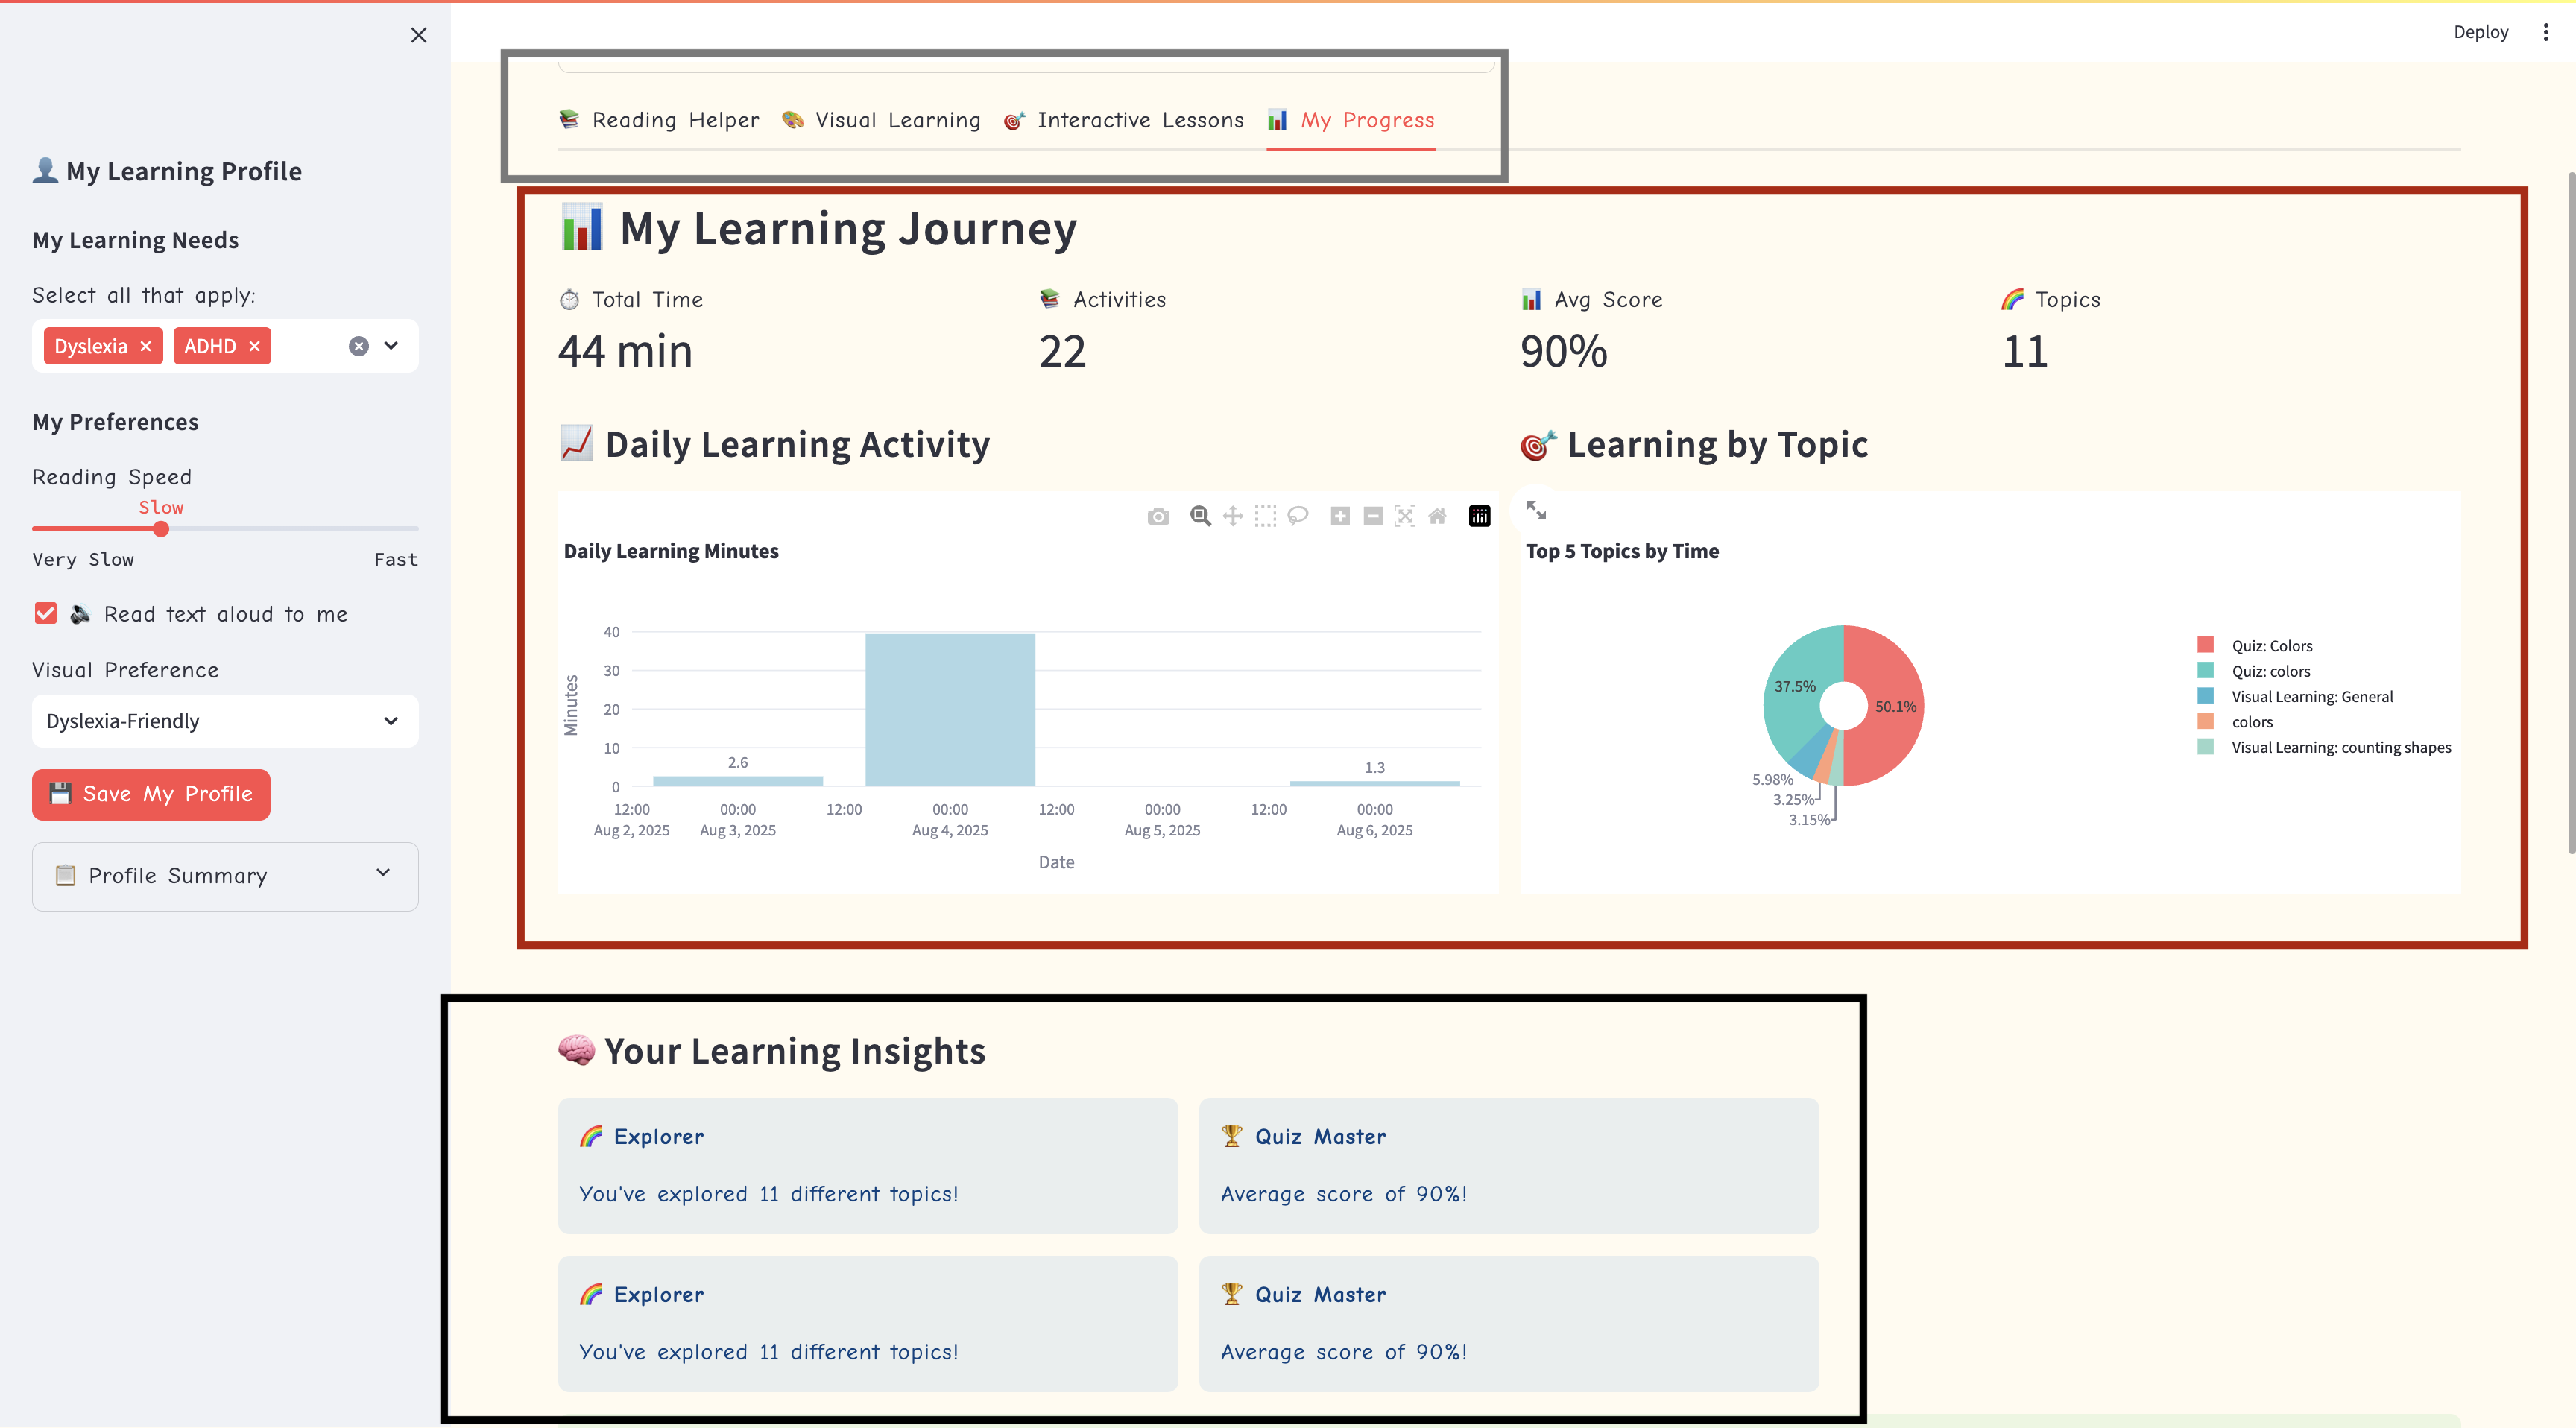 Deploy
My Learning Profile
My Learning Needs
Select all that apply:
Dyslexia ADHD
My Preferences
Reading Speed
Slow
Very Slow Fast
Read text aloud to me
Visual Preference
Dyslexia-Friendly
Save My Profile
Profile Summary
Reading Helper Visual Learning Interactive Lessons My Progress
My Learning Journey
Total Time Activities Avg Score Topics
44 min 22 90% 11
Daily Learning Activity
Daily Learning Minutes
Minutes
40
30
20
10
0
2.6
1.3
12:00 00:00 12:00 00:00 12:00 00:00 12:00 00:00
Aug 2, 2025 Aug 3, 2025 Aug 4, 2025 Aug 5, 2025 Aug 6, 2025
Date
Learning by Topic
Top 5 Topics by Time
37.5%
50.1%
5.98%
3.25%
3.15%
Quiz: Colors
Quiz: colors
Visual Learning: General
colors
Visual Learning: counting shapes
Your Learning Insights
Explorer
You've explored 11 different topics!
Quiz Master
Average score of 90%!
Explorer
You've explored 11 different topics!
Quiz Master
Average score of 90%!